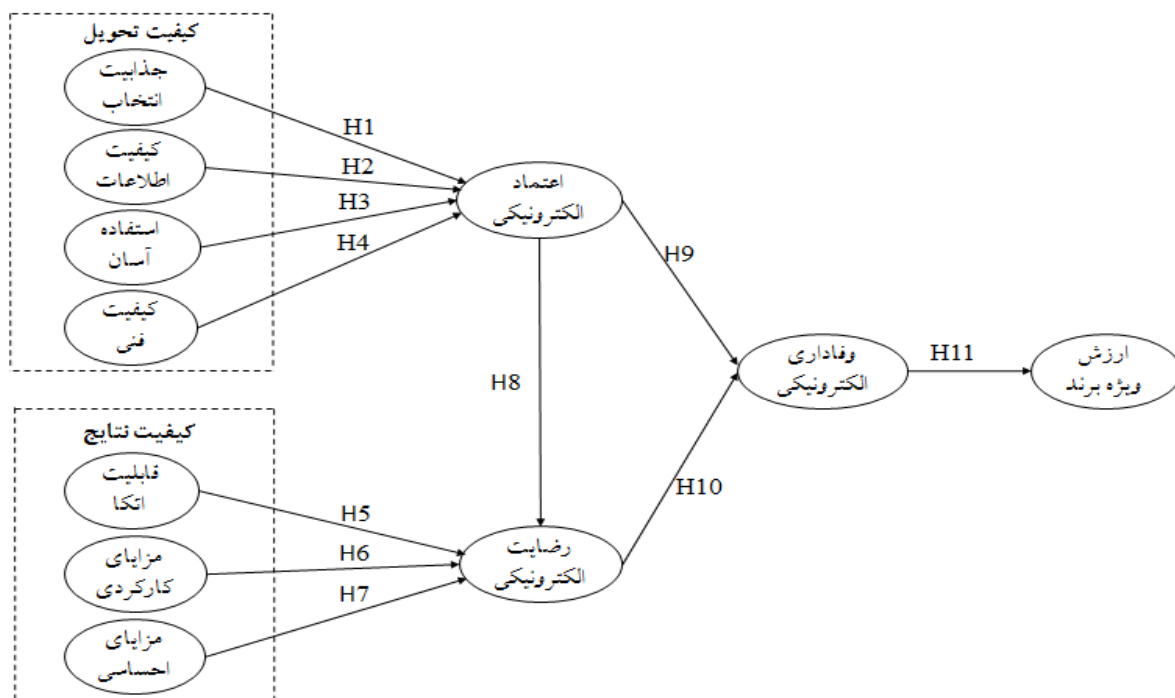 کیفیت تحویل
جذابیت
انتخاب
کیفیت
اطلاعات
استفاده
آسان
کیفیت
فنی
H1
H2
H3
H4
اعتماد
الکترونیکی
H8
H9
کیفیت نتایج
قابلیت
اتکا
مزایای
کارکردی
مزایای
احساسی
H5
H6
H7
رضایت
الکترونیکی
H10
وفاداری
الکترونیکی
H11
ارزش
ویژه برند